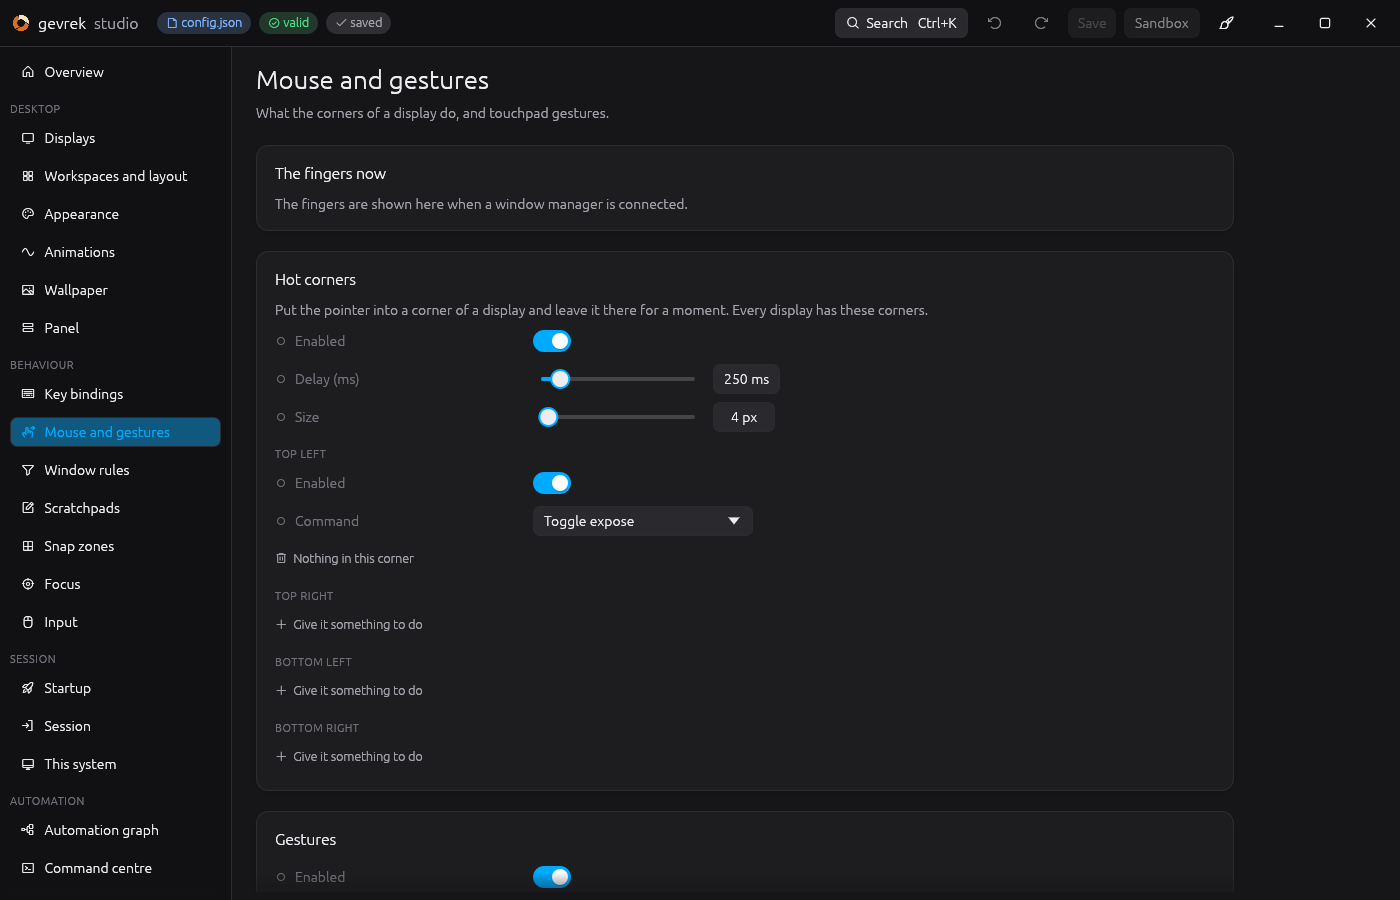 gevrek studio
config.json
valid
saved
Search Ctrl+K
Save
Sandbox
Overview
DESKTOP
Displays
Workspaces and layout
Appearance
Animations
Wallpaper
Panel
BEHAVIOUR
Key bindings
Mouse and gestures
Window rules
Scratchpads
Snap zones
Focus
Input
SESSION
Startup
Session
This system
AUTOMATION
Automation graph
Command centre
Mouse and gestures
What the corners of a display do, and touchpad gestures.
The fingers now
The fingers are shown here when a window manager is connected.
Hot corners
Put the pointer into a corner of a display and leave it there for a moment. Every display has these corners.
Enabled
Delay (ms) 250 ms
Size 4 px
TOP LEFT
Enabled
Command Toggle expose
Nothing in this corner
TOP RIGHT
Give it something to do
BOTTOM LEFT
Give it something to do
BOTTOM RIGHT
Give it something to do
Gestures
Enabled